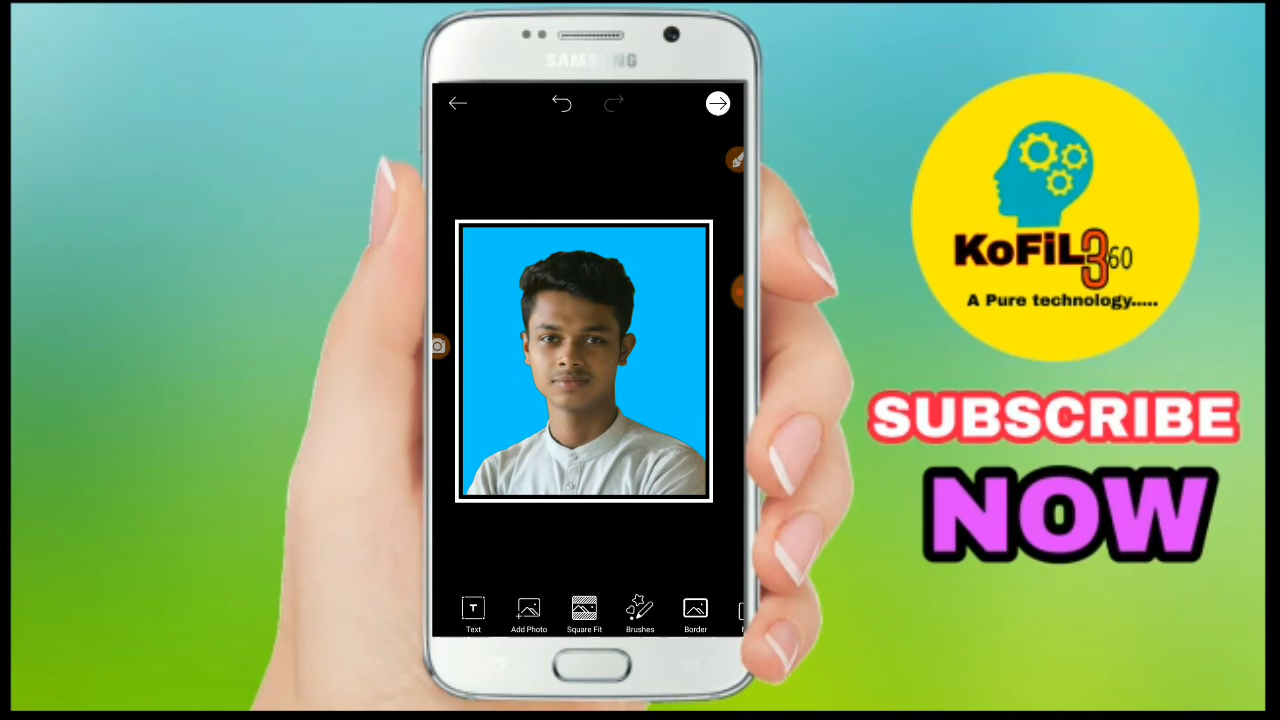 SAMSUNG
KoFiL360
A Pure technology.....
SUBSCRIBE
NOW
Text
Add Photo
Square Fit
Brushes
Border